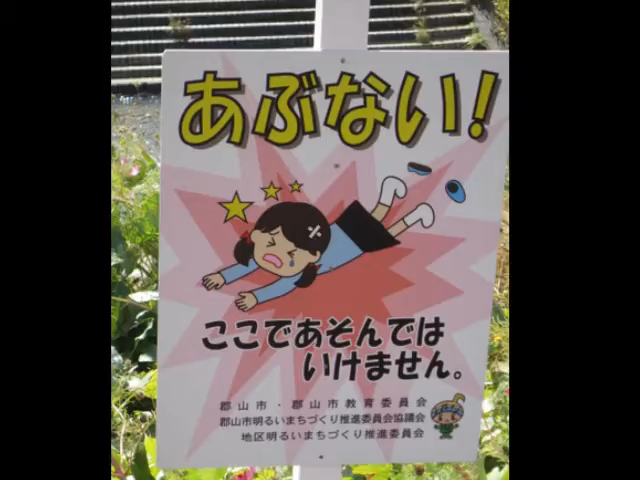 あぶない!
ここであそんでは
いけません。
郡山市・郡山市教育委員会
郡山市明るいまちづくり推進委員会協議会
地区明るいまちづくり推進委員会